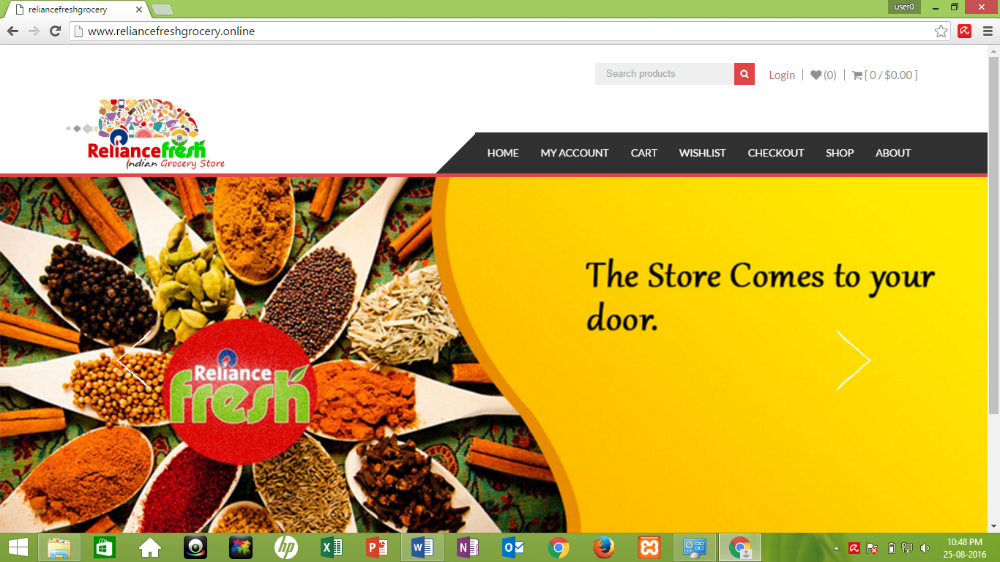 reliancefreshgrocery
user0
www.reliancefreshgrocery.online
Search products
Login
(0)
[ 0 / $0.00 ]
Reliancefresh
Indian Grocery Store
HOME MY ACCOUNT CART WISHLIST CHECKOUT SHOP ABOUT
The Store Comes to your
door.
Reliance
fresh
hp
10:48 PM
25-08-2016